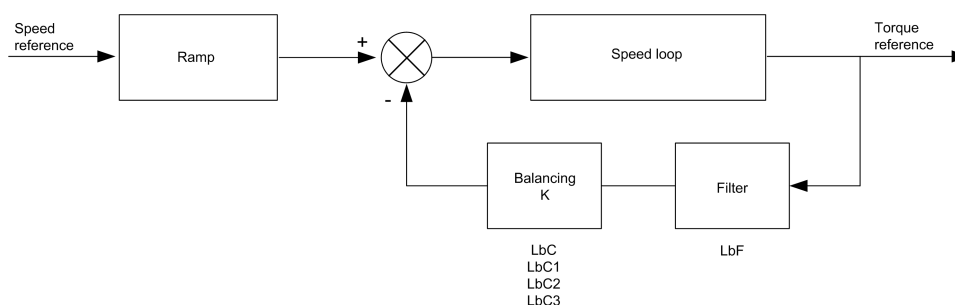 Speed
reference
Ramp
+
-
Speed loop
Torque
reference
Balancing
K
Filter
LbC
LbC1
LbC2
LbC3
LbF